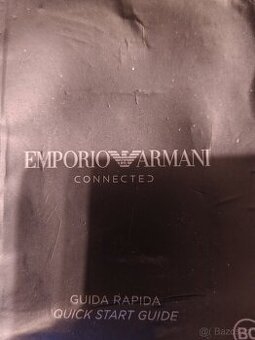 EMPORIO ARMANI
CONNECTED
GUIDA RAPIDA
QUICK START GUIDE